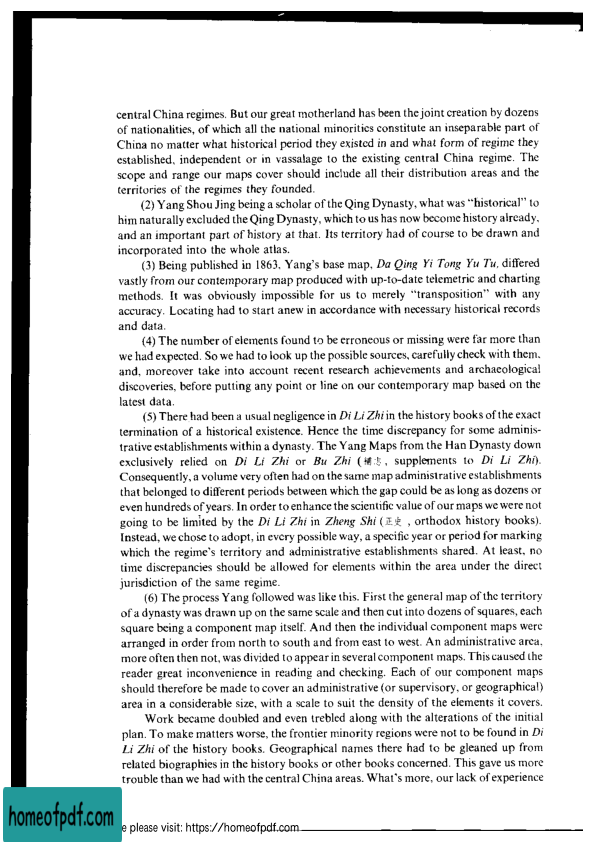 central China regimes. But our great motherland has been the joint creation by dozens
of nationalities, of which all the national minorities constitute an inseparable part of
China no matter what historical period they existed in and what form of regime they
established, independent or in vassalage to the existing central China regime. The
scope and range our maps cover should include all their distribution areas and the
territories of the regimes they founded.
(2) Yang Shou Jing being a scholar of the Qing Dynasty, what was “historical” to
him naturally excluded the Qing Dynasty, which to us has now become history already,
and an important part of history at that. Its territory had of course to be drawn and
incorporated into the whole atlas.
(3) Being published in 1863, Yang's base map, Da Qing Yi Tong Yu Tu, differed
vastly from our contemporary map produced with up-to-date telemetric and charting
methods. It was obviously impossible for us to merely “transposition” with any
accuracy. Locating had to start anew in accordance with necessary historical records
and data.
(4) The number of elements found to be erroneous or missing were far more than
we had expected. So we had to look up the possible sources, carefully check with them,
and, moreover take into account recent research achievements and archaeological
discoveries, before putting any point or line on our contemporary map based on the
latest data.
(5) There had been a usual negligence in Di Li Zhi in the history books of the exact
termination of a historical existence. Hence the time discrepancy for some adminis-
trative establishments within a dynasty. The Yang Maps from the Han Dynasty down
exclusively relied on Di Li Zhi or Bu Zhi (補志, supplements to Di Li Zhi).
Consequently, a volume very often had on the same map administrative establishments
that belonged to different periods between which the gap could be as long as dozens or
even hundreds of years. In order to enhance the scientific value of our maps we were not
going to be limited by the Di Li Zhi in Zheng Shi (正史, orthodox history books).
Instead, we chose to adopt, in every possible way, a specific year or period for marking
which the regime's territory and administrative establishments shared. At least, no
time discrepancies should be allowed for elements within the area under the direct
jurisdiction of the same regime.
(6) The process Yang followed was like this. First the general map of the territory
of a dynasty was drawn up on the same scale and then cut into dozens of squares, each
square being a component map itself. And then the individual component maps were
arranged in order from north to south and from east to west. An administrative area,
more often then not, was divided to appear in several component maps. This caused the
reader great inconvenience in reading and checking. Each of our component maps
should therefore be made to cover an administrative (or supervisory, or geographical)
area in a considerable size, with a scale to suit the density of the elements it covers.
Work became doubled and even trebled along with the alterations of the initial
plan. To make matters worse, the frontier minority regions were not to be found in Di
Li Zhi of the history books. Geographical names there had to be gleaned up from
related biographies in the history books or other books concerned. This gave us more
trouble than we had with the central China areas. What's more, our lack of experience
homeofpdf.com
e please visit: https://homeofpdf.com